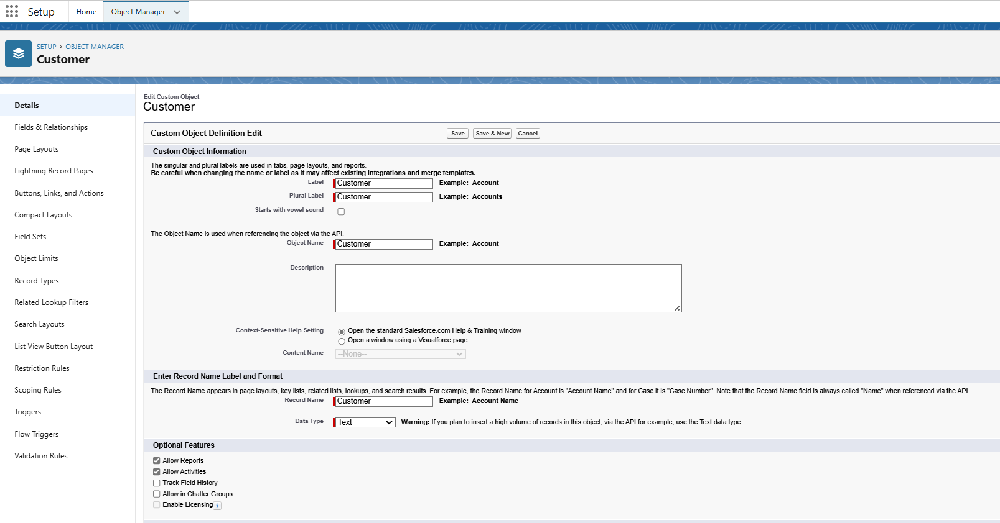 Setup
Home
Object Manager
SETUP > OBJECT MANAGER
Customer
Details
Fields & Relationships
Page Layouts
Lightning Record Pages
Buttons, Links, and Actions
Compact Layouts
Field Sets
Object Limits
Record Types
Related Lookup Filters
Search Layouts
List View Button Layout
Restriction Rules
Scoping Rules
Triggers
Flow Triggers
Validation Rules
Edit Custom Object
Customer
Custom Object Definition Edit
Save
Save & New
Cancel
Custom Object Information
The singular and plural labels are used in tabs, page layouts, and reports.
Be careful when changing the name or label as it may affect existing integrations and merge templates.
Label Customer Example: Account
Plural Label Customer Example: Accounts
Starts with vowel sound
The Object Name is used when referencing the object via the API.
Object Name Customer Example: Account
Description
Context-Sensitive Help Setting Open the standard Salesforce.com Help & Training window
Open a window using a Visualforce page
Content Name --None--
Enter Record Name Label and Format
The Record Name appears in page layouts, key lists, related lists, lookups, and search results. For example, the Record Name for Account is "Account Name" and for Case it is "Case Number". Note that the Record Name field is always called "Name" when referenced via the API.
Record Name Customer Example: Account Name
Data Type Text Warning: If you plan to insert a high volume of records in this object, via the API for example, use the Text data type.
Optional Features
Allow Reports
Allow Activities
Track Field History
Allow in Chatter Groups
Enable Licensing i